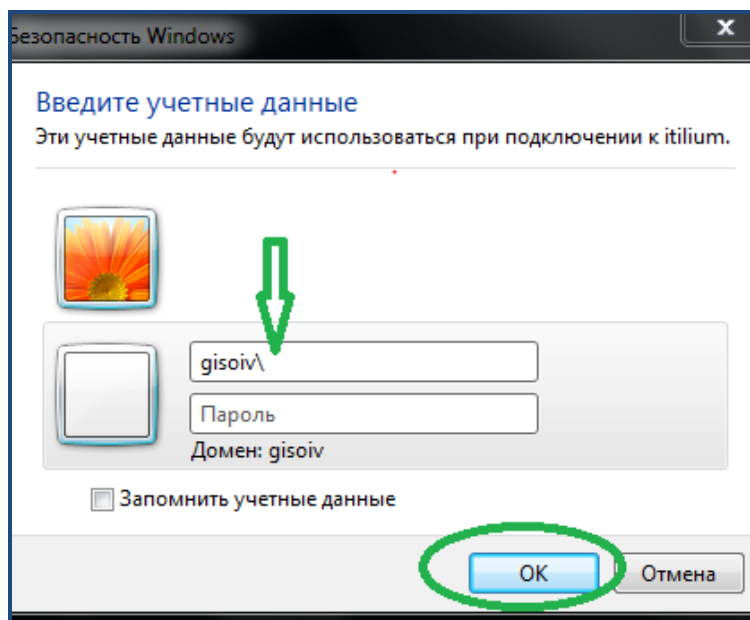 Безопасность Windows
Введите учетные данные
Эти учетные данные будут использоваться при подключении к itilium.
gisoiv\
Пароль
Домен: gisoiv
Запомнить учетные данные
ОК
Отмена